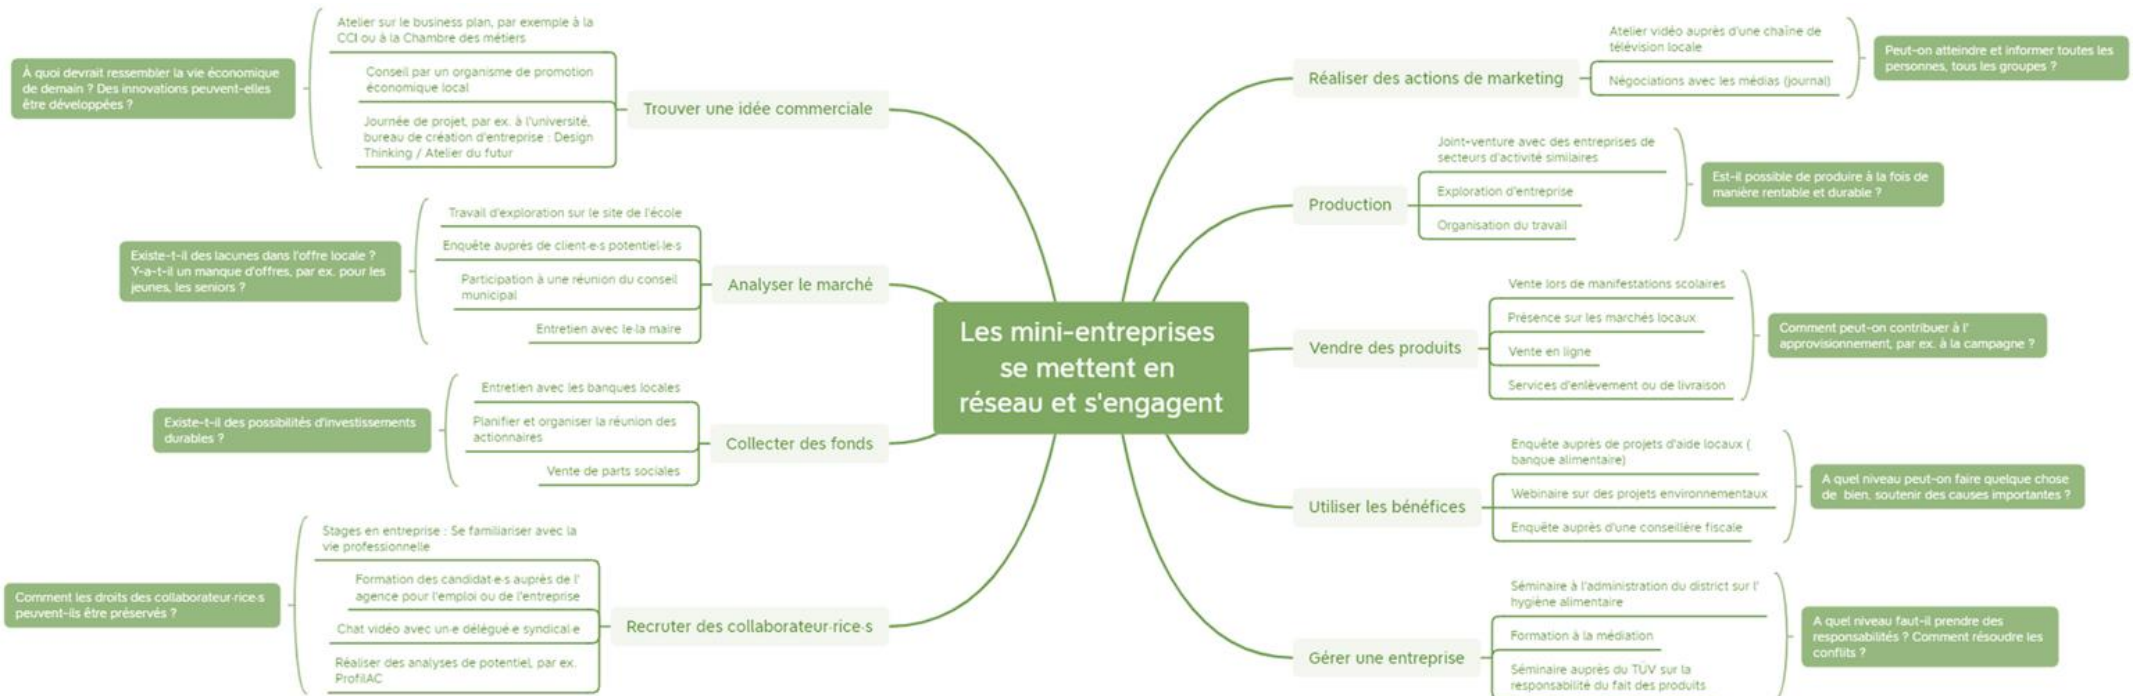 Les mini-entreprises
se mettent en
réseau et s'engagent
Trouver une idée commerciale
Atelier sur le business plan, par exemple à la
CCI ou à la Chambre des métiers
Conseil par un organisme de promotion
économique local
Journée de projet, par ex. à l'université,
bureau de création d'entreprise : Design
Thinking / Atelier du futur
À quoi devrait ressembler la vie économique
de demain ? Des innovations peuvent-elles
être développées ?
Analyser le marché
Travail d'exploration sur le site de l'école
Enquête auprès de client·e·s potentiel·le·s
Participation à une réunion du conseil
municipal
Entretien avec le·la maire
Existe-t-il des lacunes dans l'offre locale ?
Y-a-t-il un manque d'offres, par ex. pour les
jeunes, les seniors ?
Collecter des fonds
Entretien avec les banques locales
Planifier et organiser la réunion des
actionnaires
Vente de parts sociales
Existe-t-il des possibilités d'investissements
durables ?
Recruter des collaborateur·rice·s
Stages en entreprise : Se familiariser avec la
vie professionnelle
Formation des candidat·e·s auprès de l'
agence pour l'emploi ou de l'entreprise
Chat vidéo avec un·e délégué·e syndical·e
Réaliser des analyses de potentiel, par ex.
ProfilAC
Comment les droits des collaborateur·rice·s
peuvent-ils être préservés ?
Réaliser des actions de marketing
Atelier vidéo auprès d'une chaîne de
télévision locale
Négociations avec les médias (journal)
Peut-on atteindre et informer toutes les
personnes, tous les groupes ?
Production
Joint-venture avec des entreprises de
secteurs d'activité similaires
Exploration d'entreprise
Organisation du travail
Est-il possible de produire à la fois de
manière rentable et durable ?
Vendre des produits
Vente lors de manifestations scolaires
Présence sur les marchés locaux
Vente en ligne
Services d'enlèvement ou de livraison
Comment peut-on contribuer à l'
approvisionnement, par ex. à la campagne ?
Utiliser les bénéfices
Enquête auprès de projets d'aide locaux (
banque alimentaire)
Webinaire sur des projets environnementaux
Enquête auprès d'une conseillère fiscale
A quel niveau peut-on faire quelque chose
de bien, soutenir des causes importantes ?
Gérer une entreprise
Séminaire à l'administration du district sur l'
hygiène alimentaire
Formation à la médiation
Séminaire auprès du TÜV sur la
responsabilité du fait des produits
A quel niveau faut-il prendre des
responsabilités ? Comment résoudre les
conflits ?